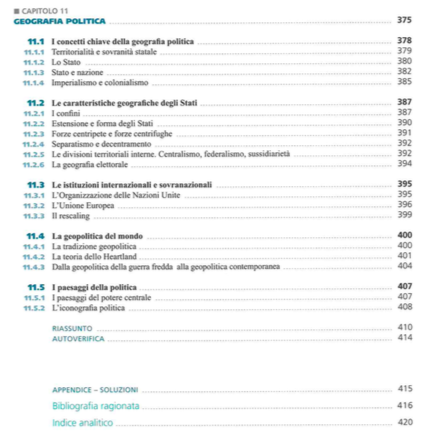 ■ CAPITOLO 11
GEOGRAFIA POLITICA 375
11.1 I concetti chiave della geografia politica 378
11.1.1 Territorialità e sovranità statale 379
11.1.2 Lo Stato 380
11.1.3 Stato e nazione 382
11.1.4 Imperialismo e colonialismo 385
11.2 Le caratteristiche geografiche degli Stati 387
11.2.1 I confini 387
11.2.2 Estensione e forma degli Stati 390
11.2.3 Forze centripete e forze centrifughe 391
11.2.4 Separatismo e decentramento 392
11.2.5 Le divisioni territoriali interne. Centralismo, federalismo, sussidiarietà 392
11.2.6 La geografia elettorale 394
11.3 Le istituzioni internazionali e sovranazionali 395
11.3.1 L'Organizzazione delle Nazioni Unite 395
11.3.2 L'Unione Europea 396
11.3.3 Il rescaling 399
11.4 La geopolitica del mondo 400
11.4.1 La tradizione geopolitica 400
11.4.2 La teoria dello Heartland 401
11.4.3 Dalla geopolitica della guerra fredda alla geopolitica contemporanea 404
11.5 I paesaggi della politica 407
11.5.1 I paesaggi del potere centrale 407
11.5.2 L'iconografia politica 408
RIASSUNTO 410
AUTOVERIFICA 414
APPENDICE – SOLUZIONI 415
Bibliografia ragionata 416
Indice analitico 420